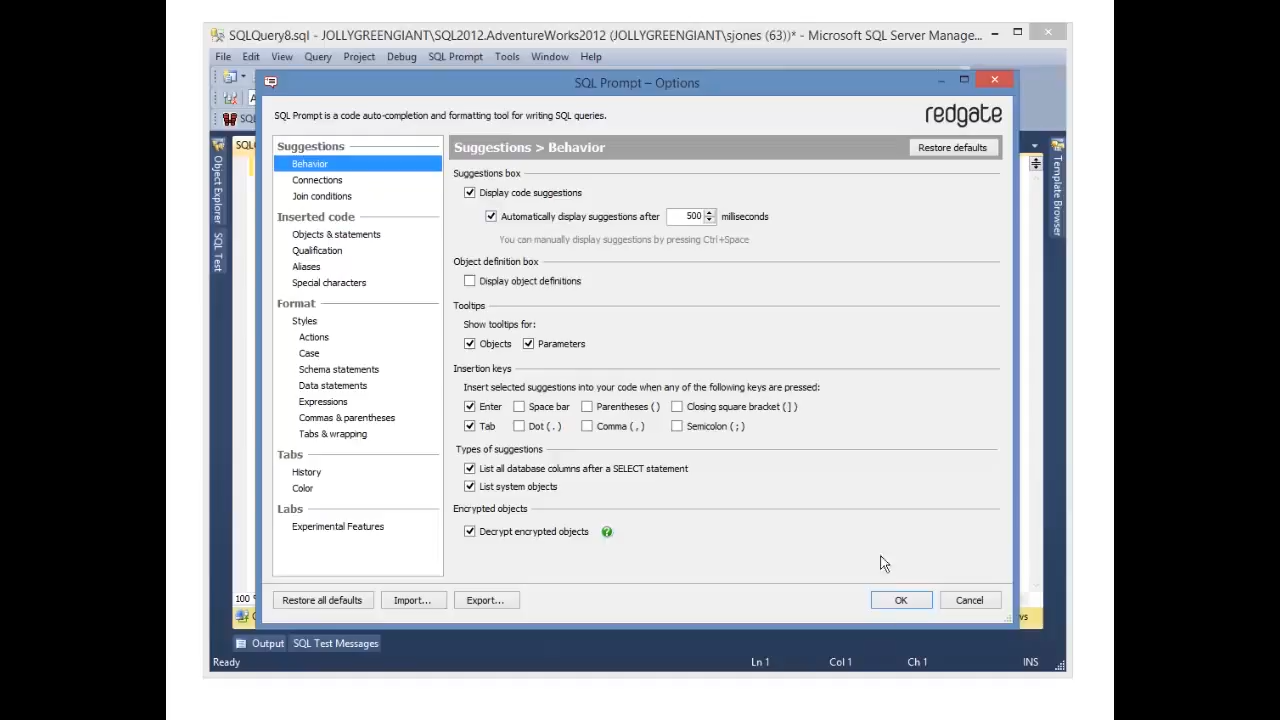 SQLQuery8.sql - JOLLYGREENGIANT\SQL2012.AdventureWorks2012 (JOLLYGREENGIANT\sjones (63))* - Microsoft SQL Server Manage...
File Edit View Query Project Debug SQL Prompt Tools Window Help
SQL Prompt – Options
SQL Prompt is a code auto-completion and formatting tool for writing SQL queries.
redgate
Object Explorer
SQL Test
Template Browser
Suggestions
Behavior
Connections
Join conditions
Inserted code
Objects & statements
Qualification
Aliases
Special characters
Format
Styles
Actions
Case
Schema statements
Data statements
Expressions
Commas & parentheses
Tabs & wrapping
Tabs
History
Color
Labs
Experimental Features
Suggestions > Behavior
Restore defaults
Suggestions box
Display code suggestions
Automatically display suggestions after 500 milliseconds
You can manually display suggestions by pressing Ctrl+Space
Object definition box
Display object definitions
Tooltips
Show tooltips for:
Objects Parameters
Insertion keys
Insert selected suggestions into your code when any of the following keys are pressed:
Enter Space bar Parentheses () Closing square bracket (])
Tab Dot (.) Comma (,) Semicolon (;)
Types of suggestions
List all database columns after a SELECT statement
List system objects
Encrypted objects
Decrypt encrypted objects
Restore all defaults Import... Export... OK Cancel
100
Output SQL Test Messages
Ready Ln 1 Col 1 Ch 1 INS